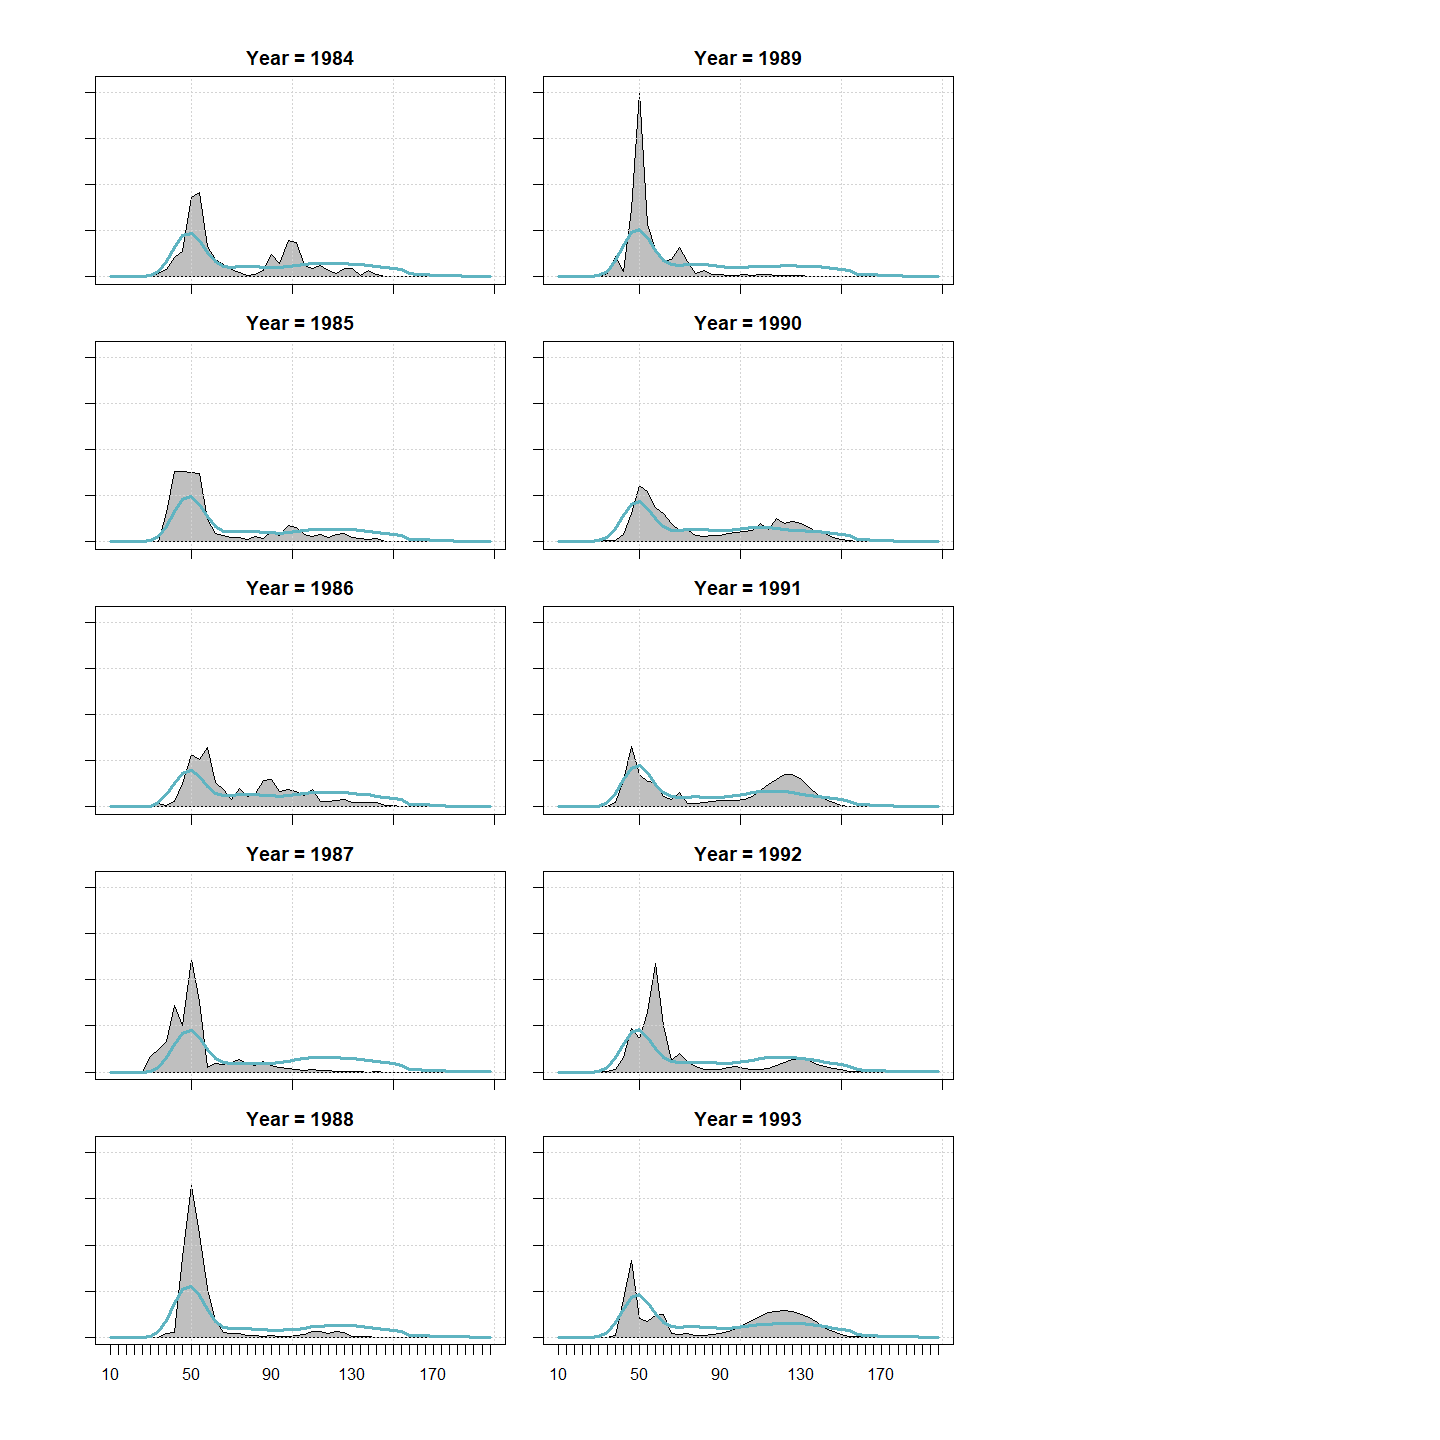 Year = 1984
Year = 1989
Year = 1985
Year = 1990
Year = 1986
Year = 1991
Year = 1987
Year = 1992
Year = 1988
Year = 1993
10 50 90 130 170 10 50 90 130 170